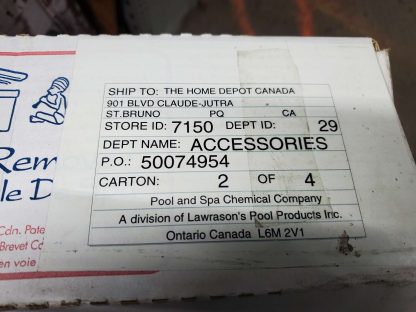 SHIP TO: THE HOME DEPOT CANADA
901 BLVD CLAUDE-JUTRA
ST.BRUNO PQ CA
STORE ID: 7150 DEPT ID: 29
DEPT NAME: ACCESSORIES
P.O.: 50074954
CARTON: 2 OF 4
Pool and Spa Chemical Company
A division of Lawrason's Pool Products Inc.
Ontario Canada L6M 2V1
Rem
le D
Cdn. Pate
Brevet Co
en voie